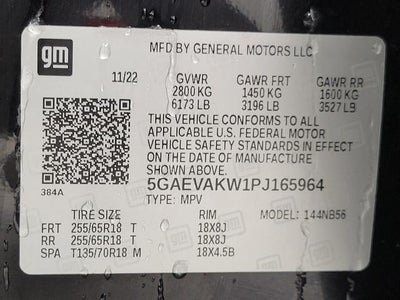 gm MFD BY GENERAL MOTORS LLC
11/22 GVWR GAWR FRT GAWR RR
2800 KG 1450 KG 1600 KG
6173 LB 3196 LB 3527 LB
THIS VEHICLE CONFORMS TO ALL
APPLICABLE U.S. FEDERAL MOTOR
VEHICLE SAFETY STANDARDS IN EFFECT
ON THE DATE OF MANUFACTURE
SHOWN ABOVE.
384A
5GAEVAKW1PJ165964
TYPE: MPV
TIRE SIZE RIM MODEL: 144NB56
FRT 255/65R18 T 18X8J
RR 255/65R18 T 18X8J
SPA T135/70R18 M 18X4.5B